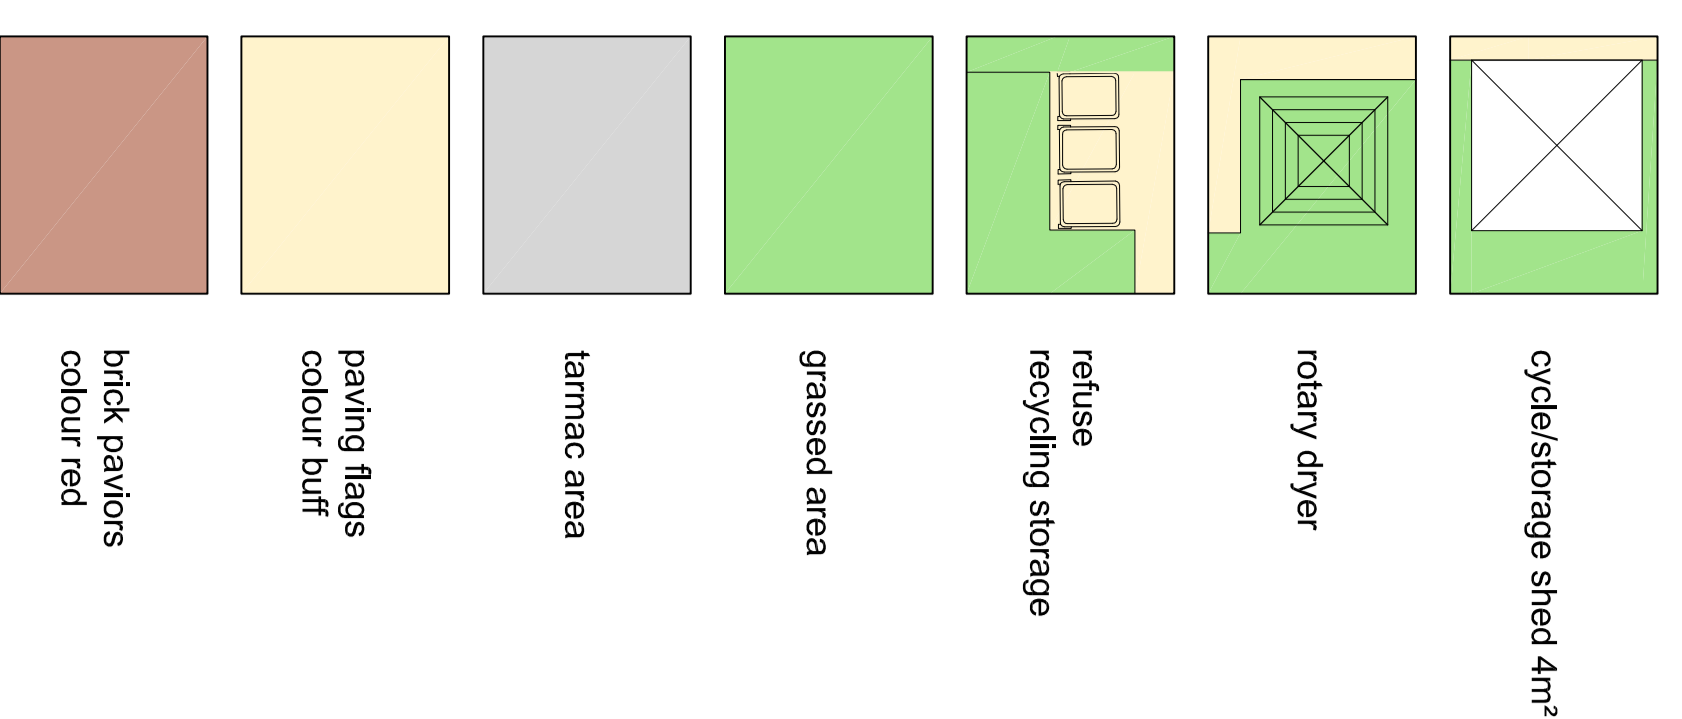 cycle/storage shed 4m²
rotary dryer
refuse
recycling storage
grassed area
tarmac area
paving flags
colour buff
brick paviors
colour red